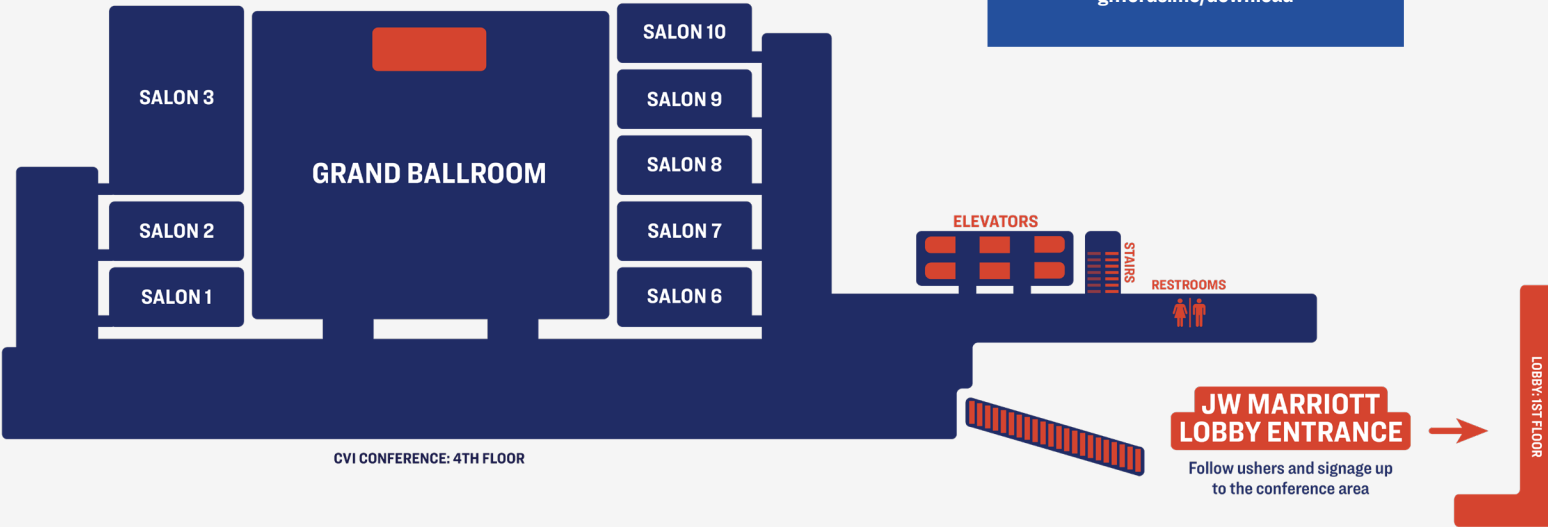 SALON 10
SALON 3
SALON 9
GRAND BALLROOM
SALON 8
SALON 2
SALON 7
SALON 1
SALON 6
ELEVATORS
STAIRS
RESTROOMS
JW MARRIOTT
LOBBY ENTRANCE
Follow ushers and signage up
to the conference area
LOBBY: 1ST FLOOR
CVI CONFERENCE: 4TH FLOOR